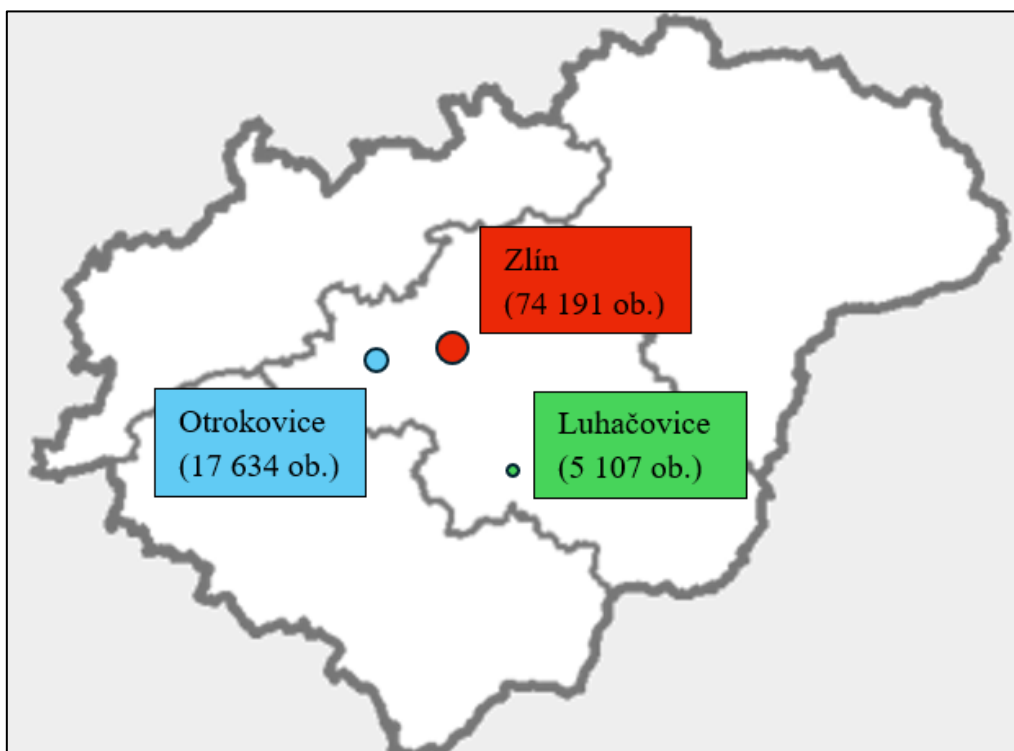 Zlín
(74 191 ob.)
Otrokovice
(17 634 ob.)
Luhačovice
(5 107 ob.)